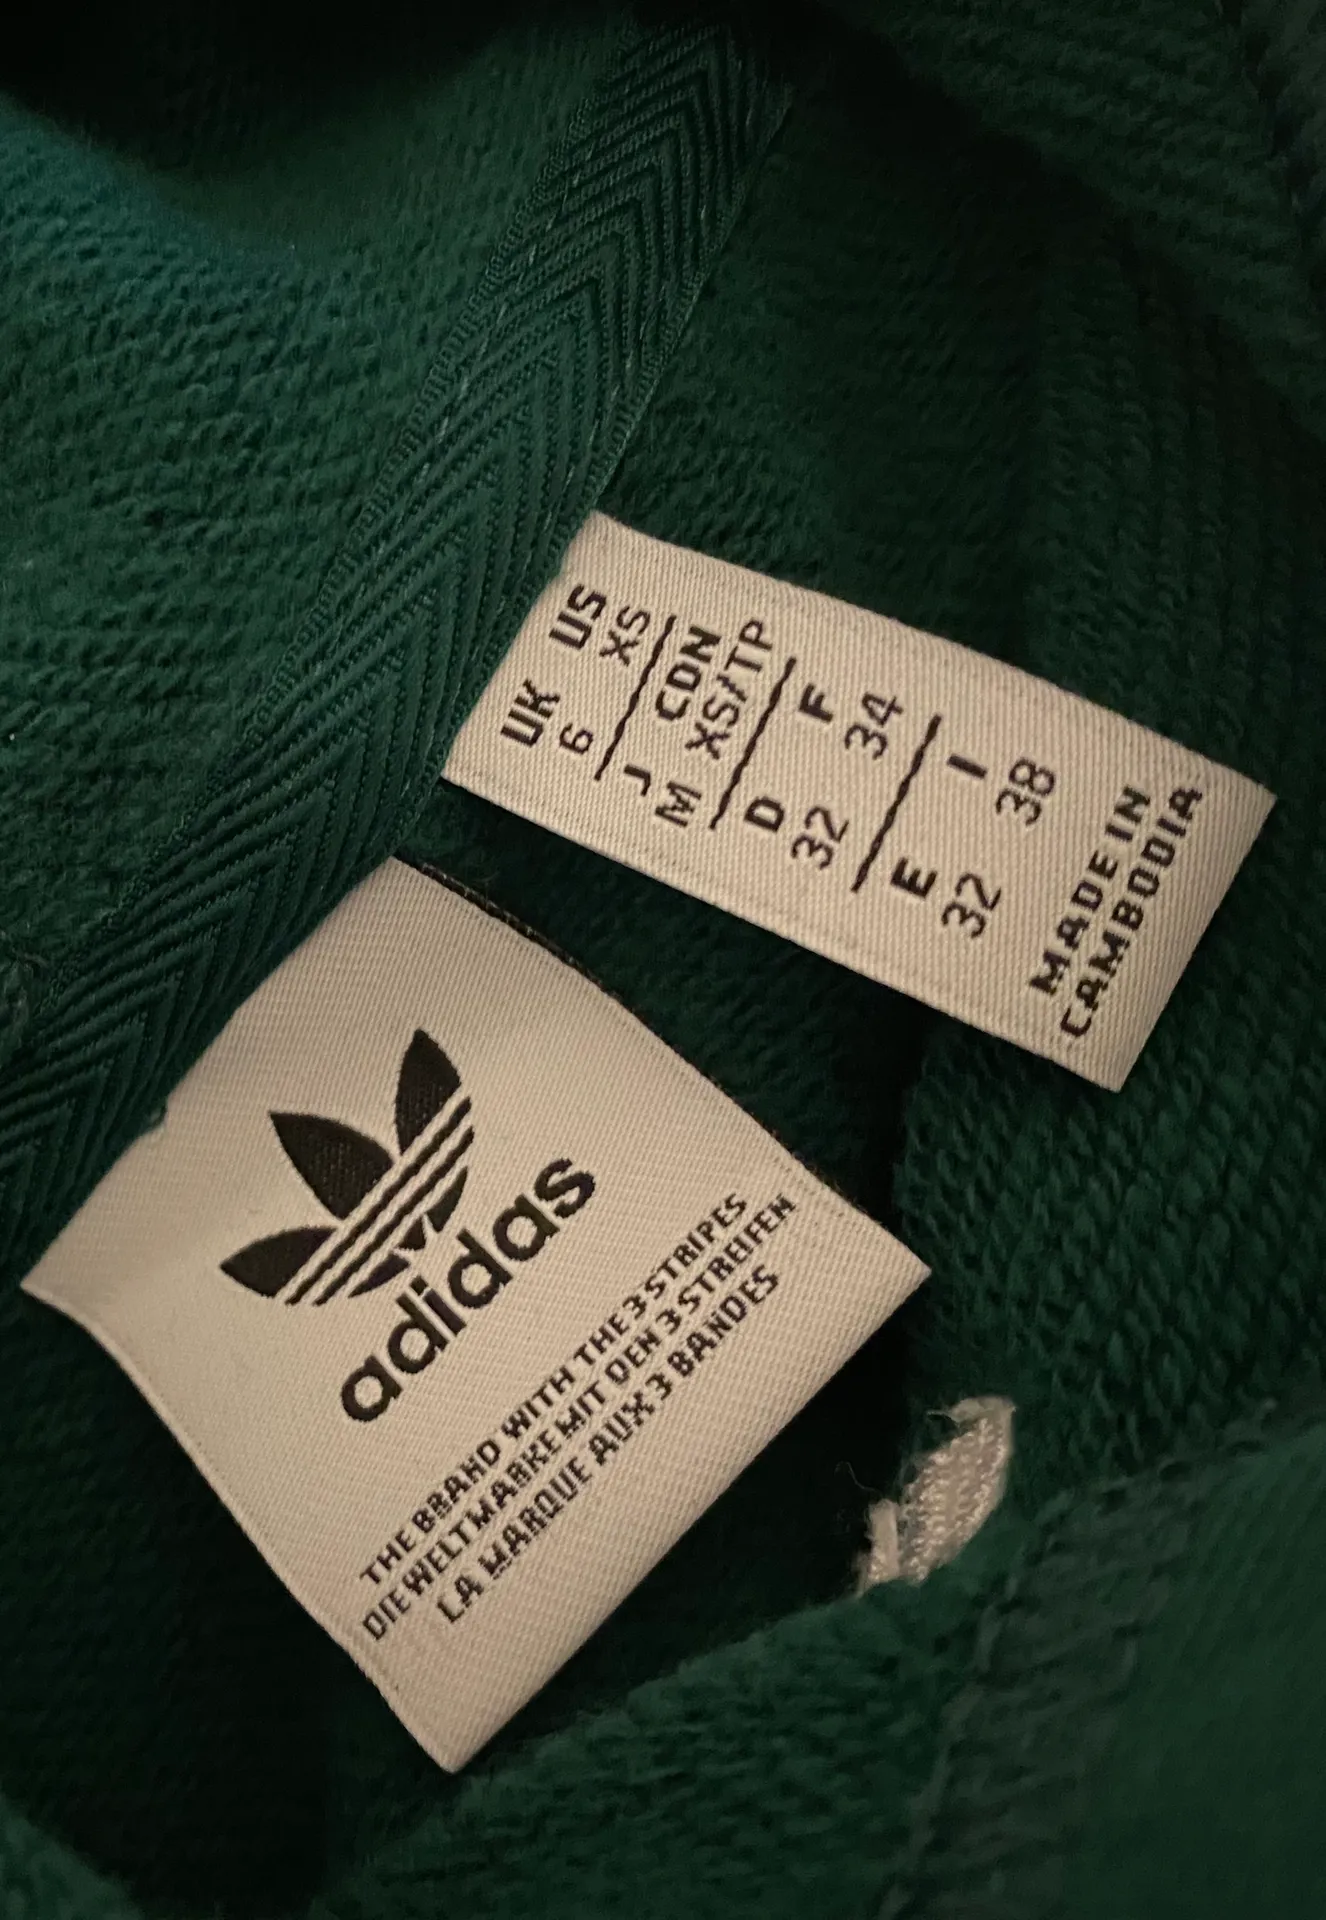 UK US
6 XS
J CDN
M XS/TP
D F
32 34
E I
32 38
MADE IN
CAMBODIA
adidas
THE BRAND WITH THE 3 STRIPES
DIE WELTMARKE MIT DEN 3 STREIFEN
LA MARQUE AUX 3 BANDES